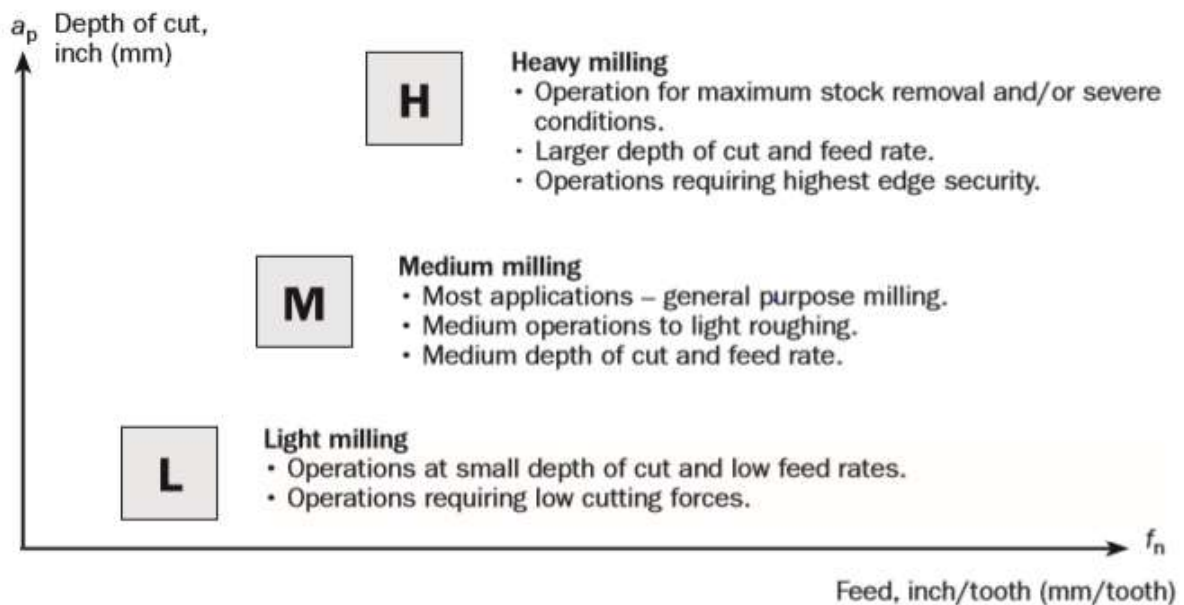 aₚ Depth of cut,
inch (mm)
H
Heavy milling
· Operation for maximum stock removal and/or severe
conditions.
· Larger depth of cut and feed rate.
· Operations requiring highest edge security.
M
Medium milling
· Most applications – general purpose milling.
· Medium operations to light roughing.
· Medium depth of cut and feed rate.
L
Light milling
· Operations at small depth of cut and low feed rates.
· Operations requiring low cutting forces.
fₙ
Feed, inch/tooth (mm/tooth)